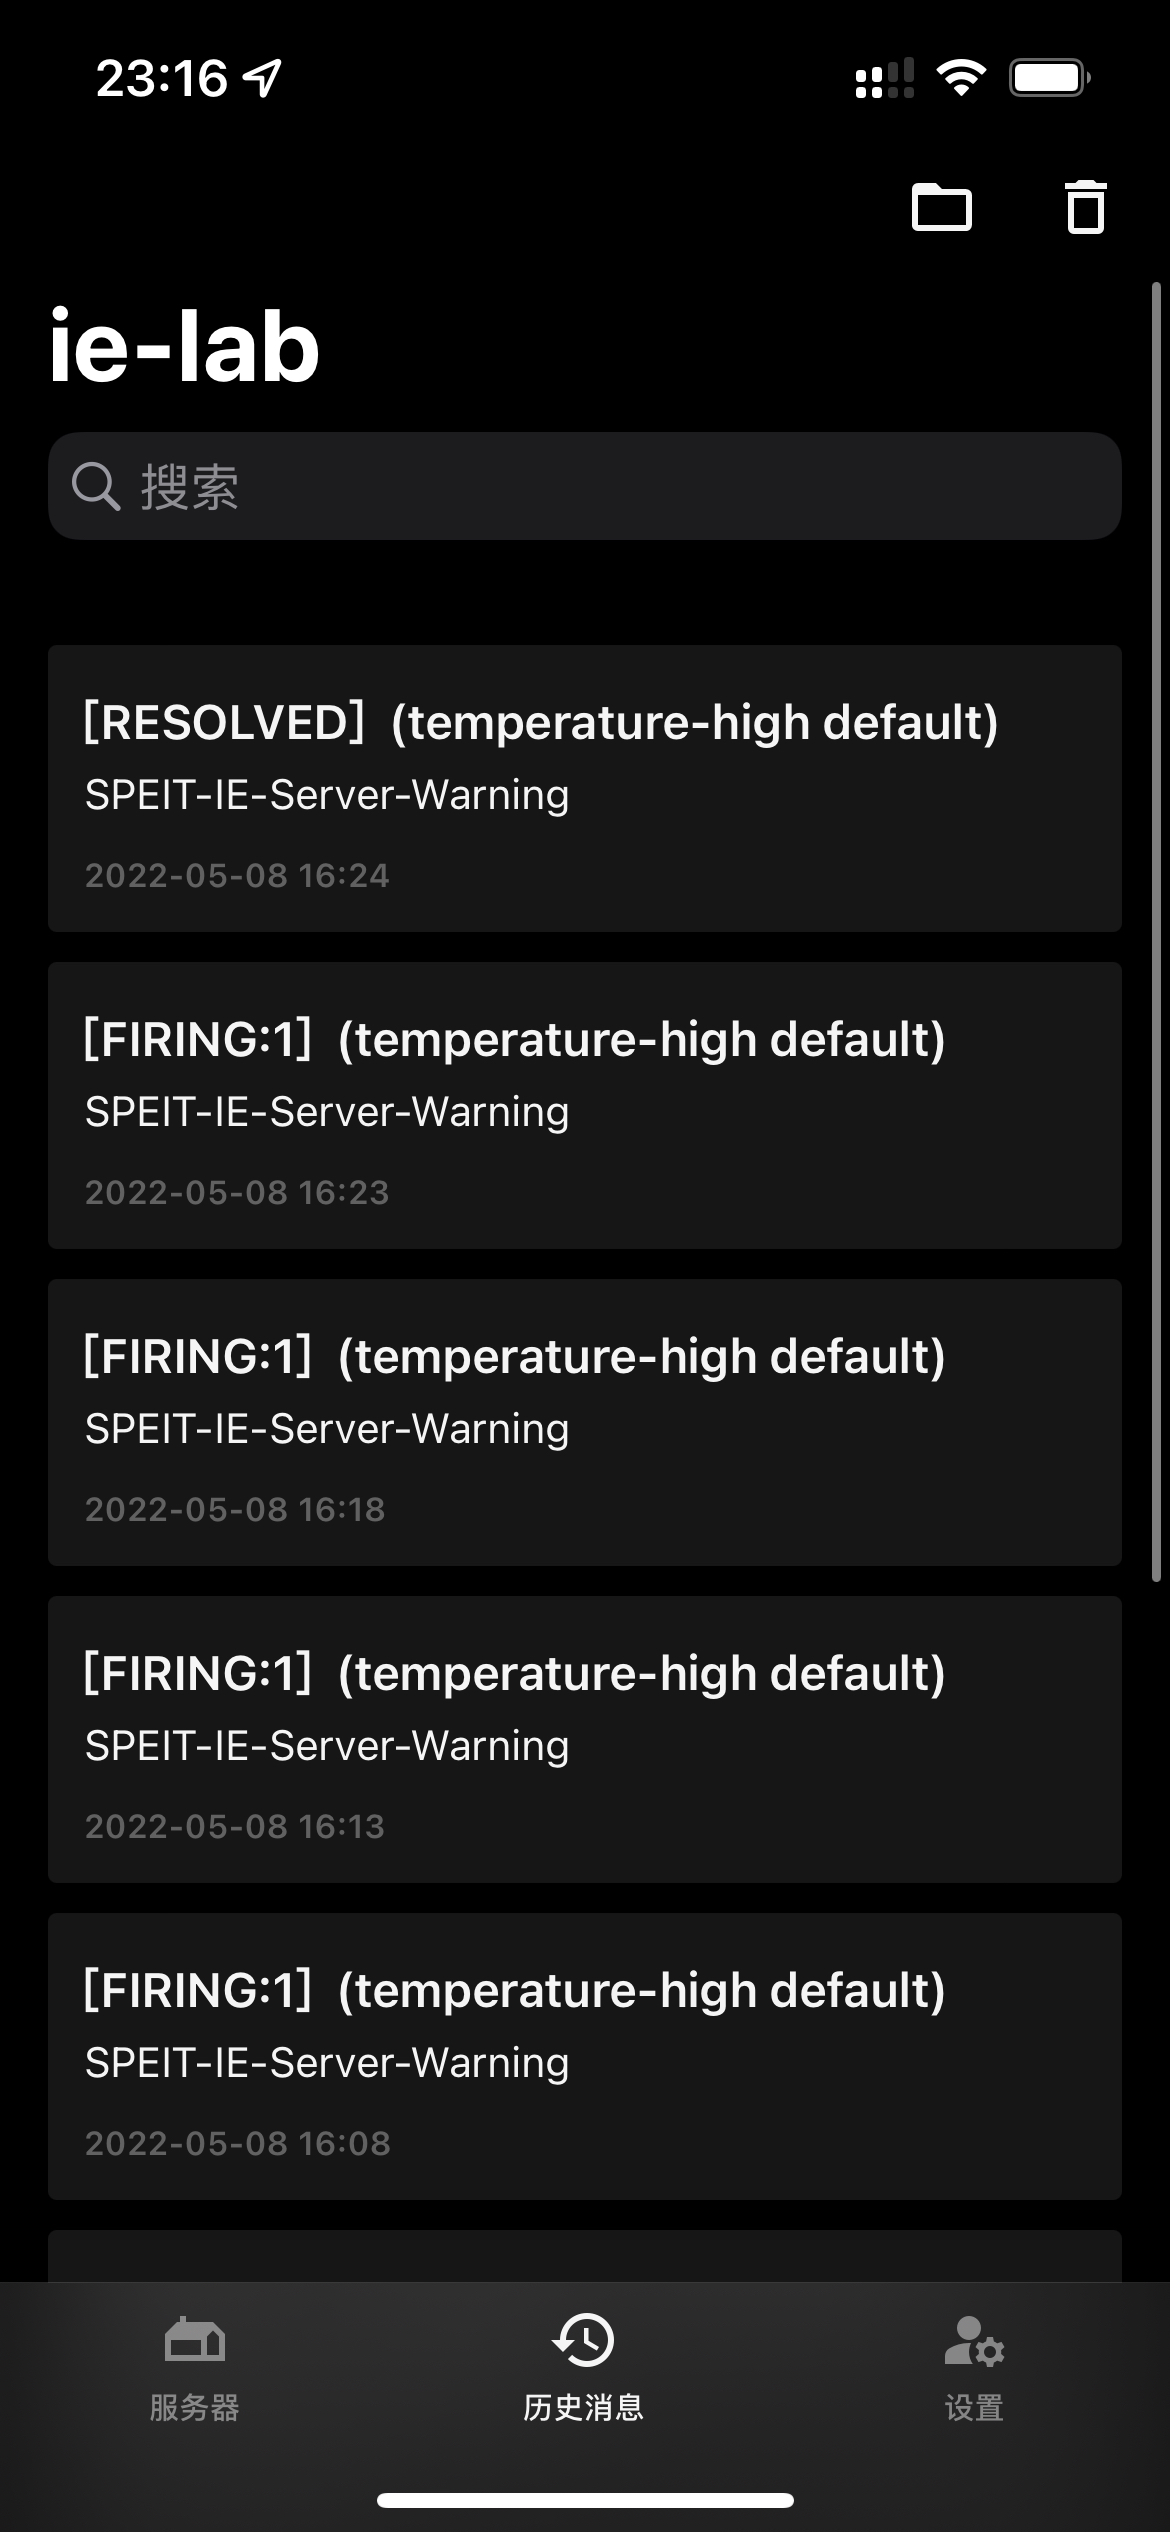 23:16
ie-lab
搜索
[RESOLVED] (temperature-high default)
SPEIT-IE-Server-Warning
2022-05-08 16:24
[FIRING:1] (temperature-high default)
SPEIT-IE-Server-Warning
2022-05-08 16:23
[FIRING:1] (temperature-high default)
SPEIT-IE-Server-Warning
2022-05-08 16:18
[FIRING:1] (temperature-high default)
SPEIT-IE-Server-Warning
2022-05-08 16:13
[FIRING:1] (temperature-high default)
SPEIT-IE-Server-Warning
2022-05-08 16:08
服务器
历史消息
设置